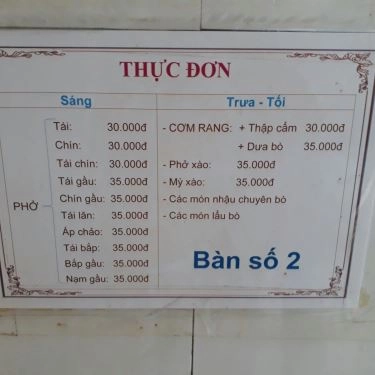 THỰC ĐƠN
Sáng
PHỞ
Tái: 30.000đ
Chín: 30.000đ
Tái chín: 30.000đ
Tái gầu: 35.000đ
Chín gầu: 35.000đ
Tái lăn: 35.000đ
Áp chảo: 35.000đ
Tái bắp: 35.000đ
Bắp gầu: 35.000đ
Nạm gầu: 35.000đ
Trưa - Tối
- CƠM RANG: + Thập cẩm 30.000đ
+ Dưa bò 35.000đ
- Phở xào: 35.000đ
- Mỳ xào: 35.000đ
- Các món nhậu chuyên bò
- Các món lẩu bò
Bàn số 2